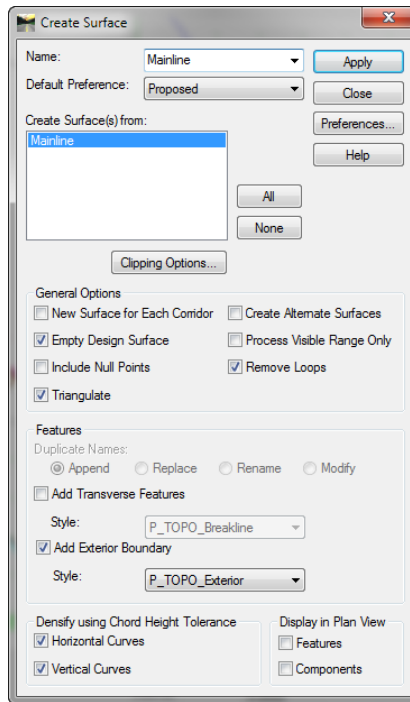 Create Surface
Name: Mainline Apply
Default Preference: Proposed Close
Create Surface(s) from: Preferences...
Mainline Help
All
None
Clipping Options...
General Options
New Surface for Each Corridor Create Alternate Surfaces
Empty Design Surface Process Visible Range Only
Include Null Points Remove Loops
Triangulate
Features
Duplicate Names:
Append Replace Rename Modify
Add Transverse Features
Style: P_TOPO_Breakline
Add Exterior Boundary
Style: P_TOPO_Exterior
Densify using Chord Height Tolerance Display in Plan View
Horizontal Curves Features
Vertical Curves Components